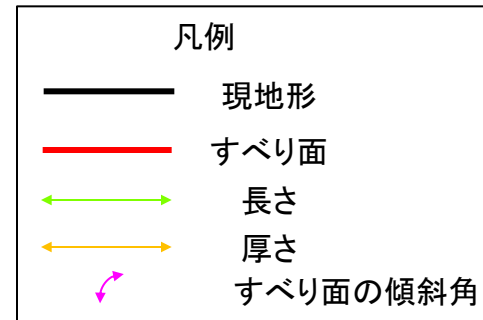 凡例
現地形
すべり面
長さ
厚さ
すべり面の傾斜角